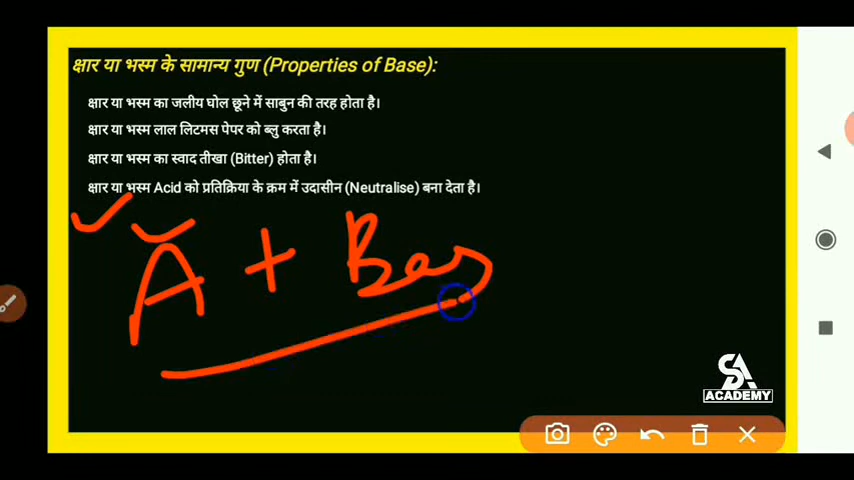 क्षार या भस्म के सामान्य गुण (Properties of Base):
क्षार या भस्म का जलीय घोल छूने में साबुन की तरह होता है।
क्षार या भस्म लाल लिटमस पेपर को ब्लु करता है।
क्षार या भस्म का स्वाद तीखा (Bitter) होता है।
क्षार या भस्म Acid को प्रतिक्रिया के क्रम में उदासीन (Neutralise) बना देता है।
A + Bas
SA
ACADEMY